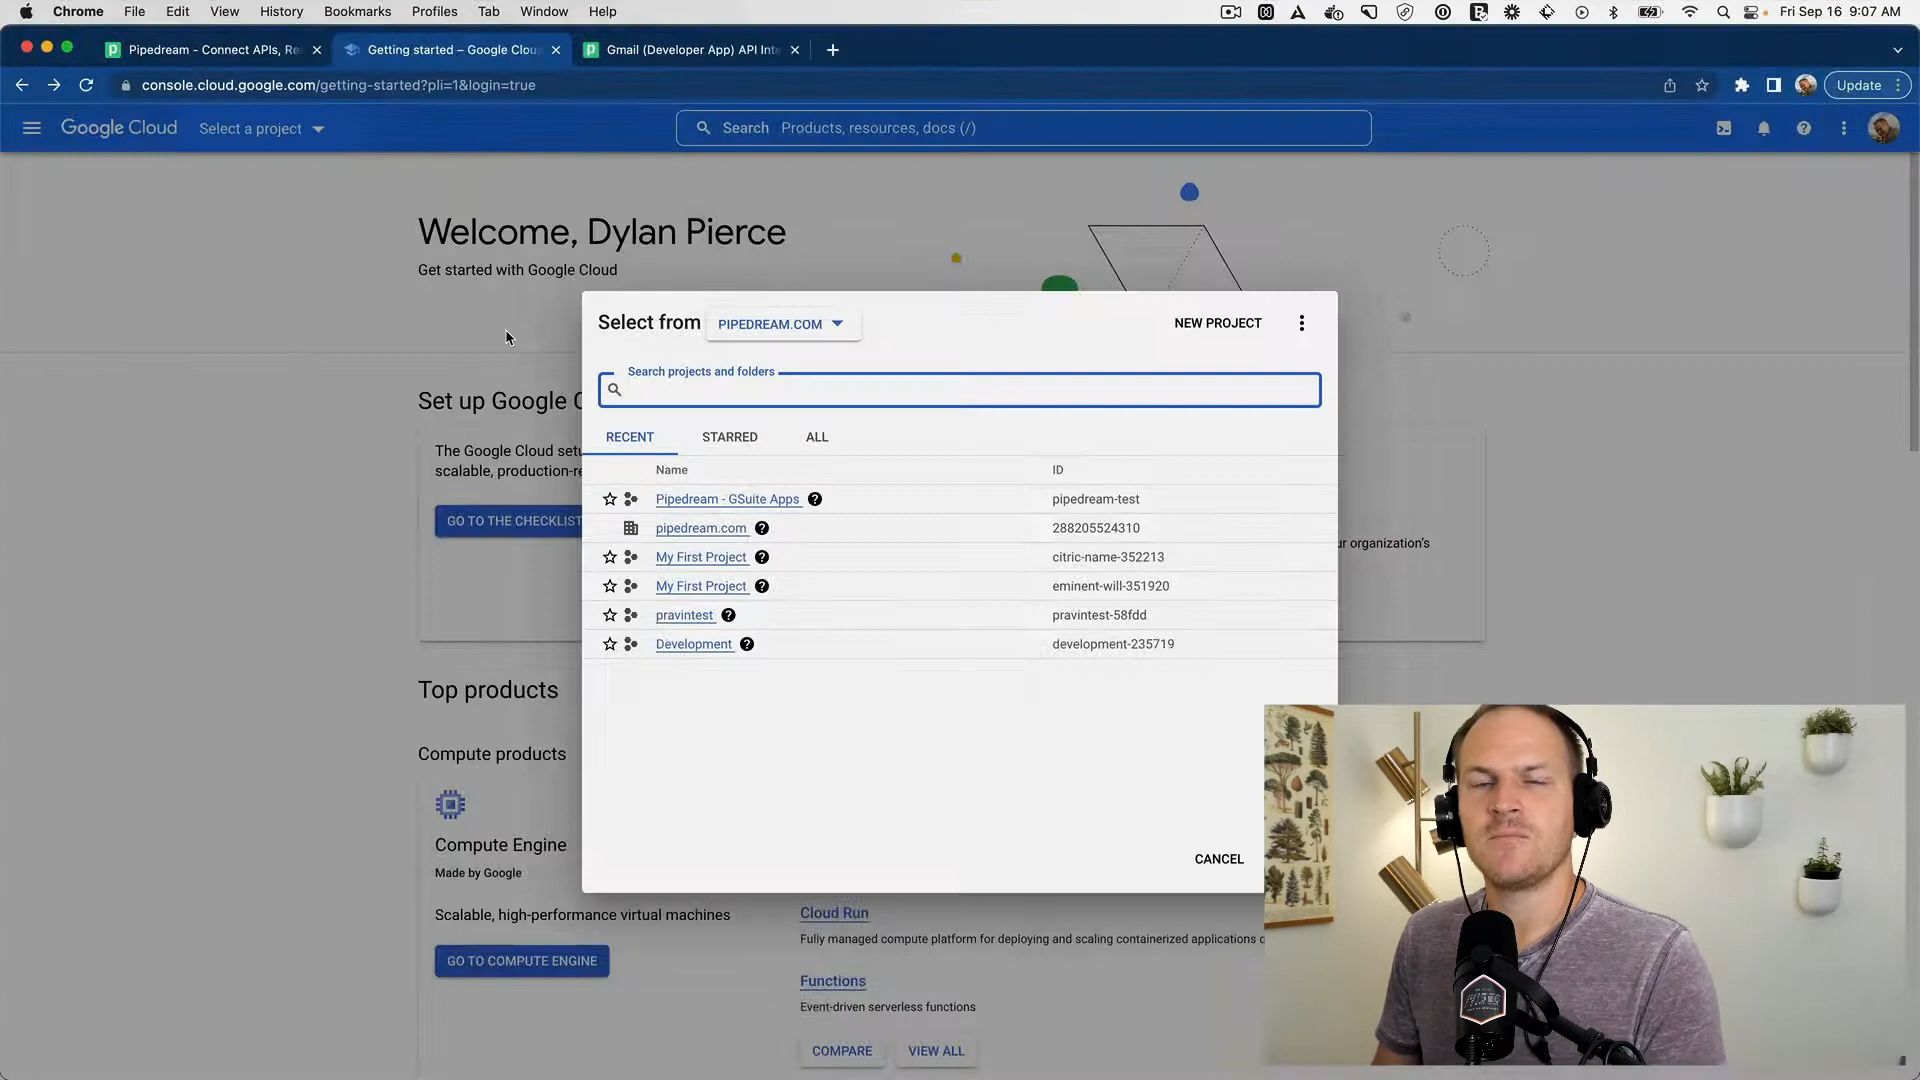 Chrome File Edit View History Bookmarks Profiles Tab Window Help
Fri Sep 16 9:07 AM
Pipedream - Connect APIs, Re
Getting started – Google Clou
Gmail (Developer App) API Inte
console.cloud.google.com/getting-started?pli=1&login=true
Update
Google Cloud
Select a project
Search Products, resources, docs (/)
Welcome, Dylan Pierce
Get started with Google Cloud
Select from
PIPEDREAM.COM
NEW PROJECT
Search projects and folders
RECENT
STARRED
ALL
Name
ID
Pipedream - GSuite Apps
pipedream-test
pipedream.com
288205524310
My First Project
citric-name-352213
My First Project
eminent-will-351920
pravintest
pravintest-58fdd
Development
development-235719
CANCEL
Set up Google C
The Google Cloud setu
scalable, production-re
GO TO THE CHECKLIST
ur organization's
Top products
Compute products
Compute Engine
Made by Google
Scalable, high-performance virtual machines
GO TO COMPUTE ENGINE
Cloud Run
Fully managed compute platform for deploying and scaling containerized applications
Functions
Event-driven serverless functions
COMPARE
VIEW ALL